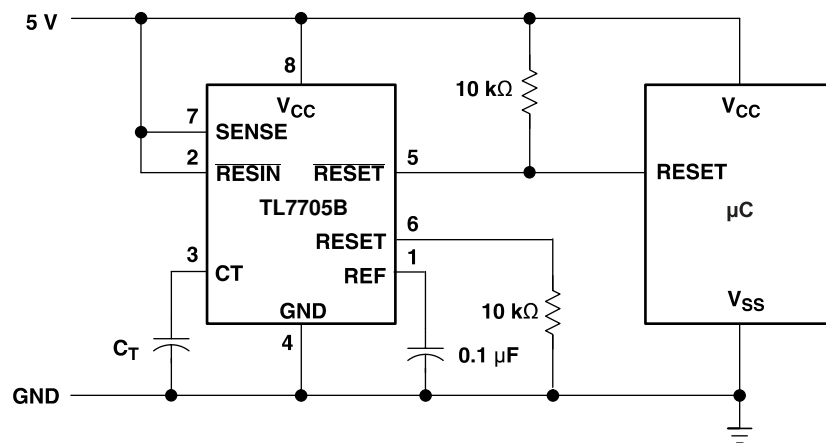 5 V
8
10 kΩ
VCC
VCC
7
SENSE
2
RESIN
RESET
5
RESET
TL7705B
µC
RESET
6
3
CT
REF
1
VSS
GND
10 kΩ
4
CT
0.1 µF
GND